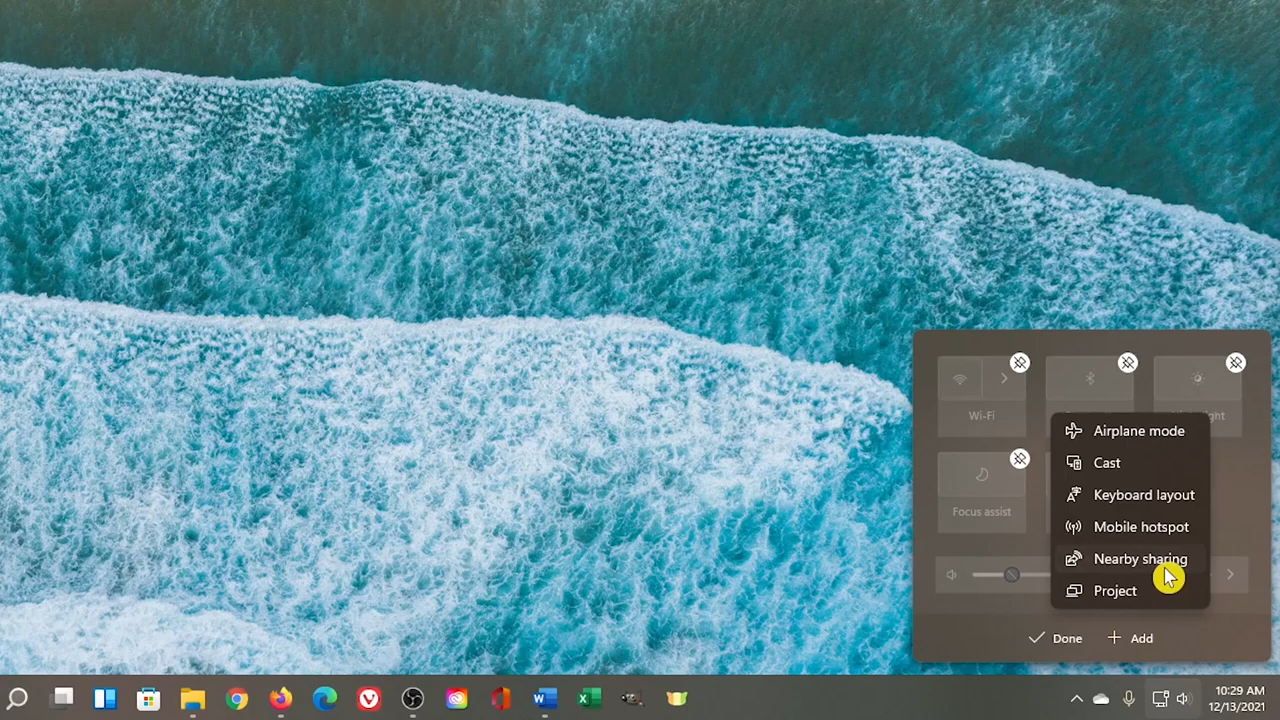 Wi-Fi
Airplane mode
Cast
Keyboard layout
Focus assist
Mobile hotspot
Nearby sharing
Project
Done
Add
10:29 AM
12/13/2021